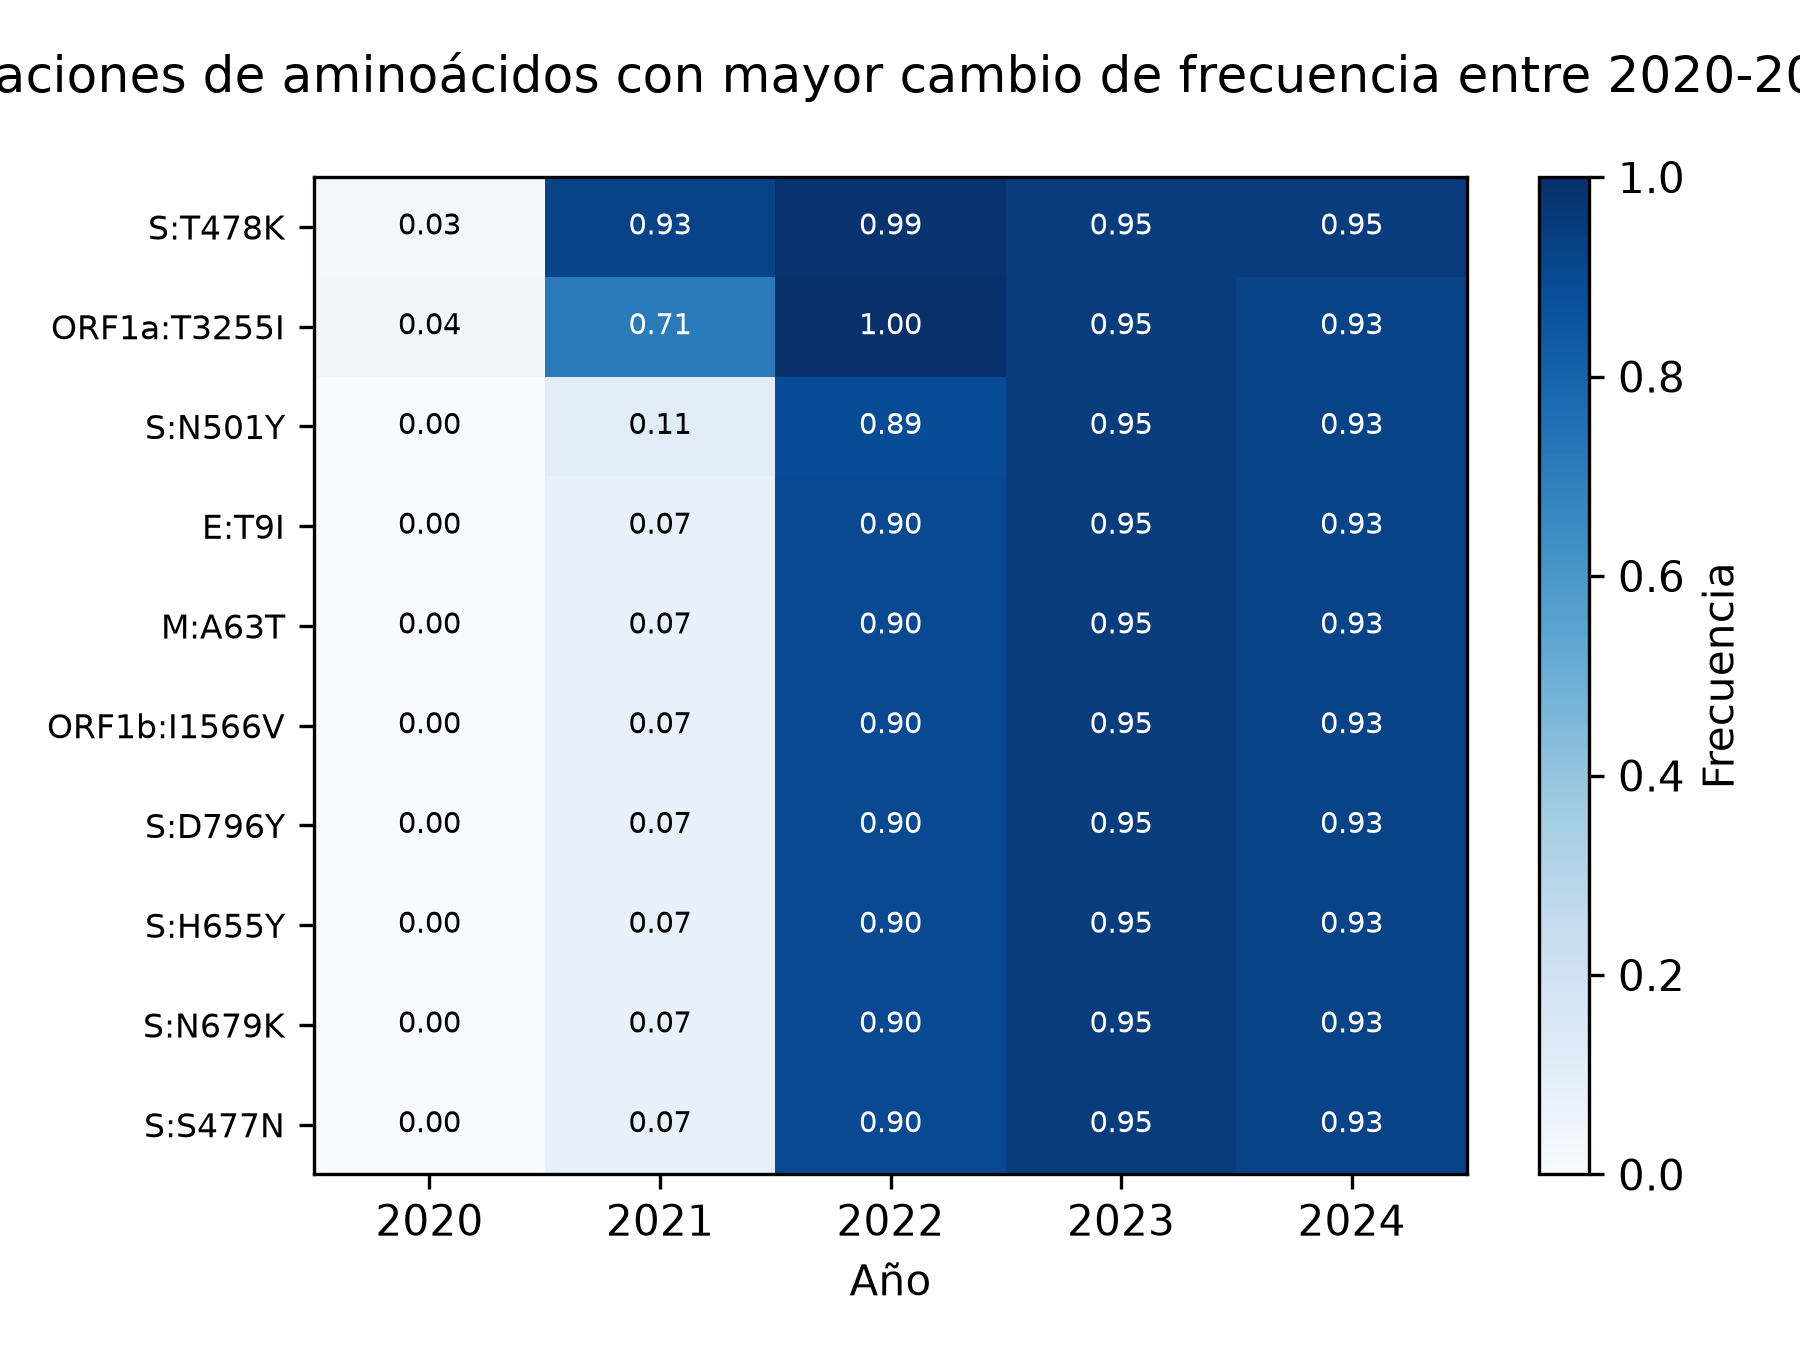 aciones de aminoácidos con mayor cambio de frecuencia entre 2020-20
S:T478K 0.03 0.93 0.99 0.95 0.95
ORF1a:T3255I 0.04 0.71 1.00 0.95 0.93
S:N501Y 0.00 0.11 0.89 0.95 0.93
E:T9I 0.00 0.07 0.90 0.95 0.93
M:A63T 0.00 0.07 0.90 0.95 0.93
ORF1b:I1566V 0.00 0.07 0.90 0.95 0.93
S:D796Y 0.00 0.07 0.90 0.95 0.93
S:H655Y 0.00 0.07 0.90 0.95 0.93
S:N679K 0.00 0.07 0.90 0.95 0.93
S:S477N 0.00 0.07 0.90 0.95 0.93
2020 2021 2022 2023 2024
Año
1.0
0.8
0.6
0.4
0.2
0.0
Frecuencia